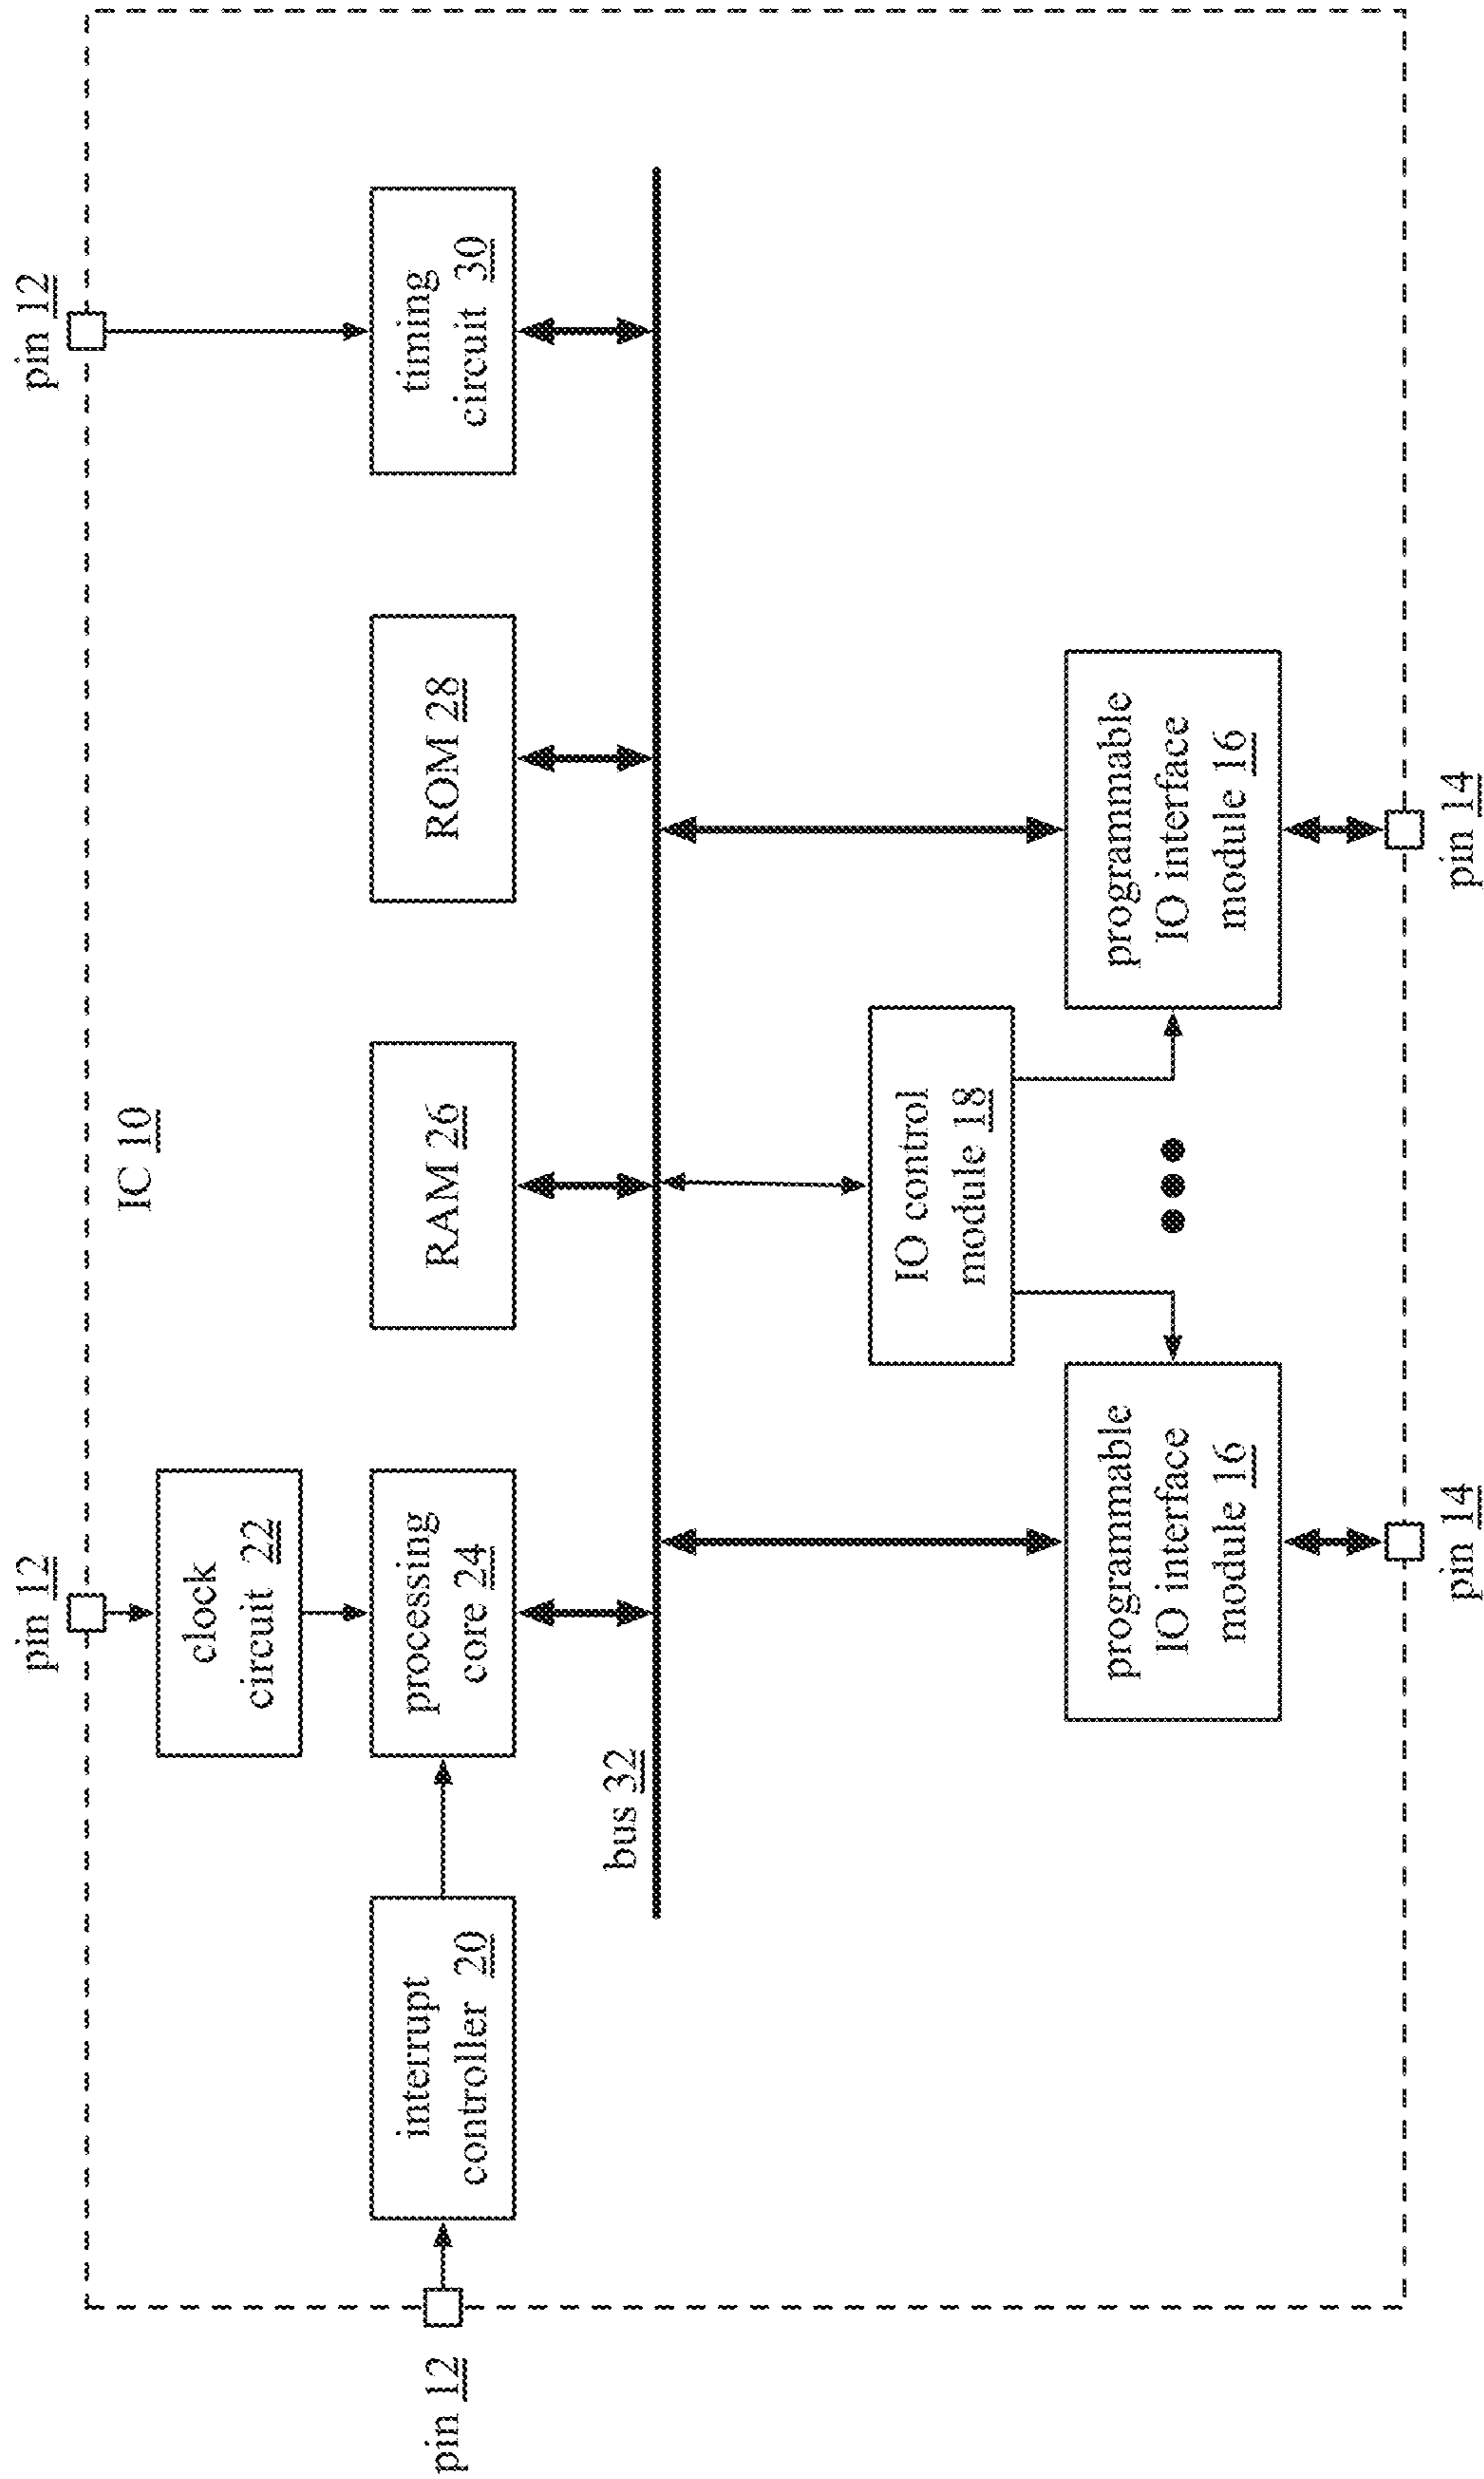 pin 12
pin 12
IC 10
clock
circuit 22
pin 12
interrupt
controller 20
processing
core 24
RAM 26
ROM 28
timing
circuit 30
bus 32
IO control
module 18
programmable
IO interface
module 16
programmable
IO interface
module 16
pin 14
pin 14